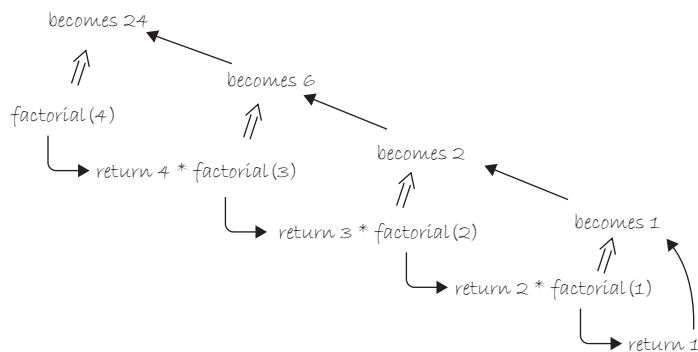 becomes 24
becomes 6
factorial(4)
becomes 2
return 4 * factorial(3)
becomes 1
return 3 * factorial(2)
return 2 * factorial(1)
return 1